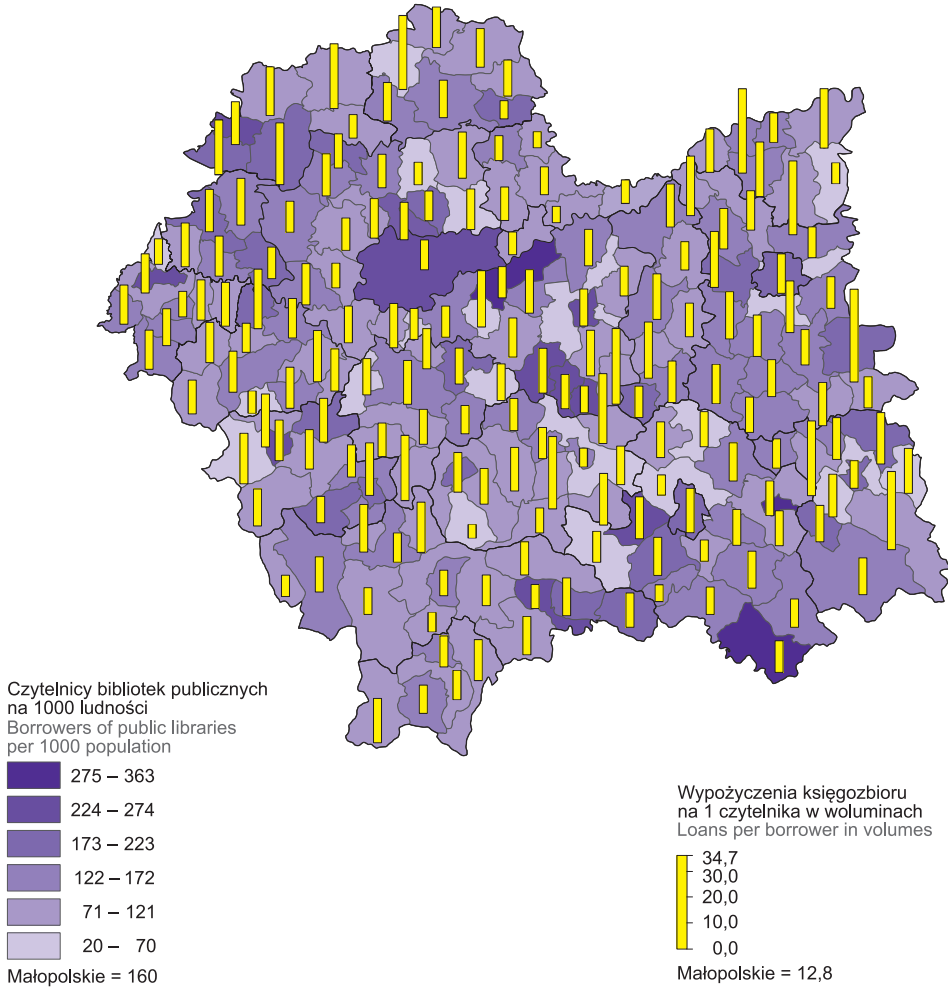 Czytelnicy bibliotek publicznych
na 1000 ludności
Borrowers of public libraries
per 1000 population
275 – 363
224 – 274
173 – 223
122 – 172
71 – 121
20 – 70
Małopolskie = 160
Wypożyczenia księgozbioru
na 1 czytelnika w woluminach
Loans per borrower in volumes
34,7
30,0
20,0
10,0
0,0
Małopolskie = 12,8